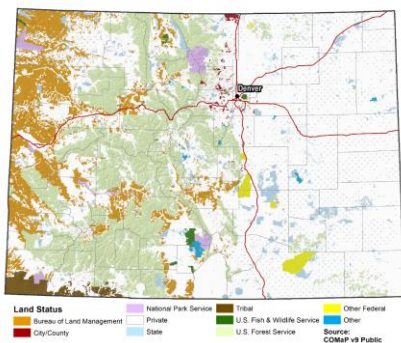 Denver
Land Status
Bureau of Land Management
City/County
National Park Service
Private
State
Tribal
U.S. Fish & Wildlife Service
U.S. Forest Service
Other Federal
Other
Source:
COMaP v9 Public